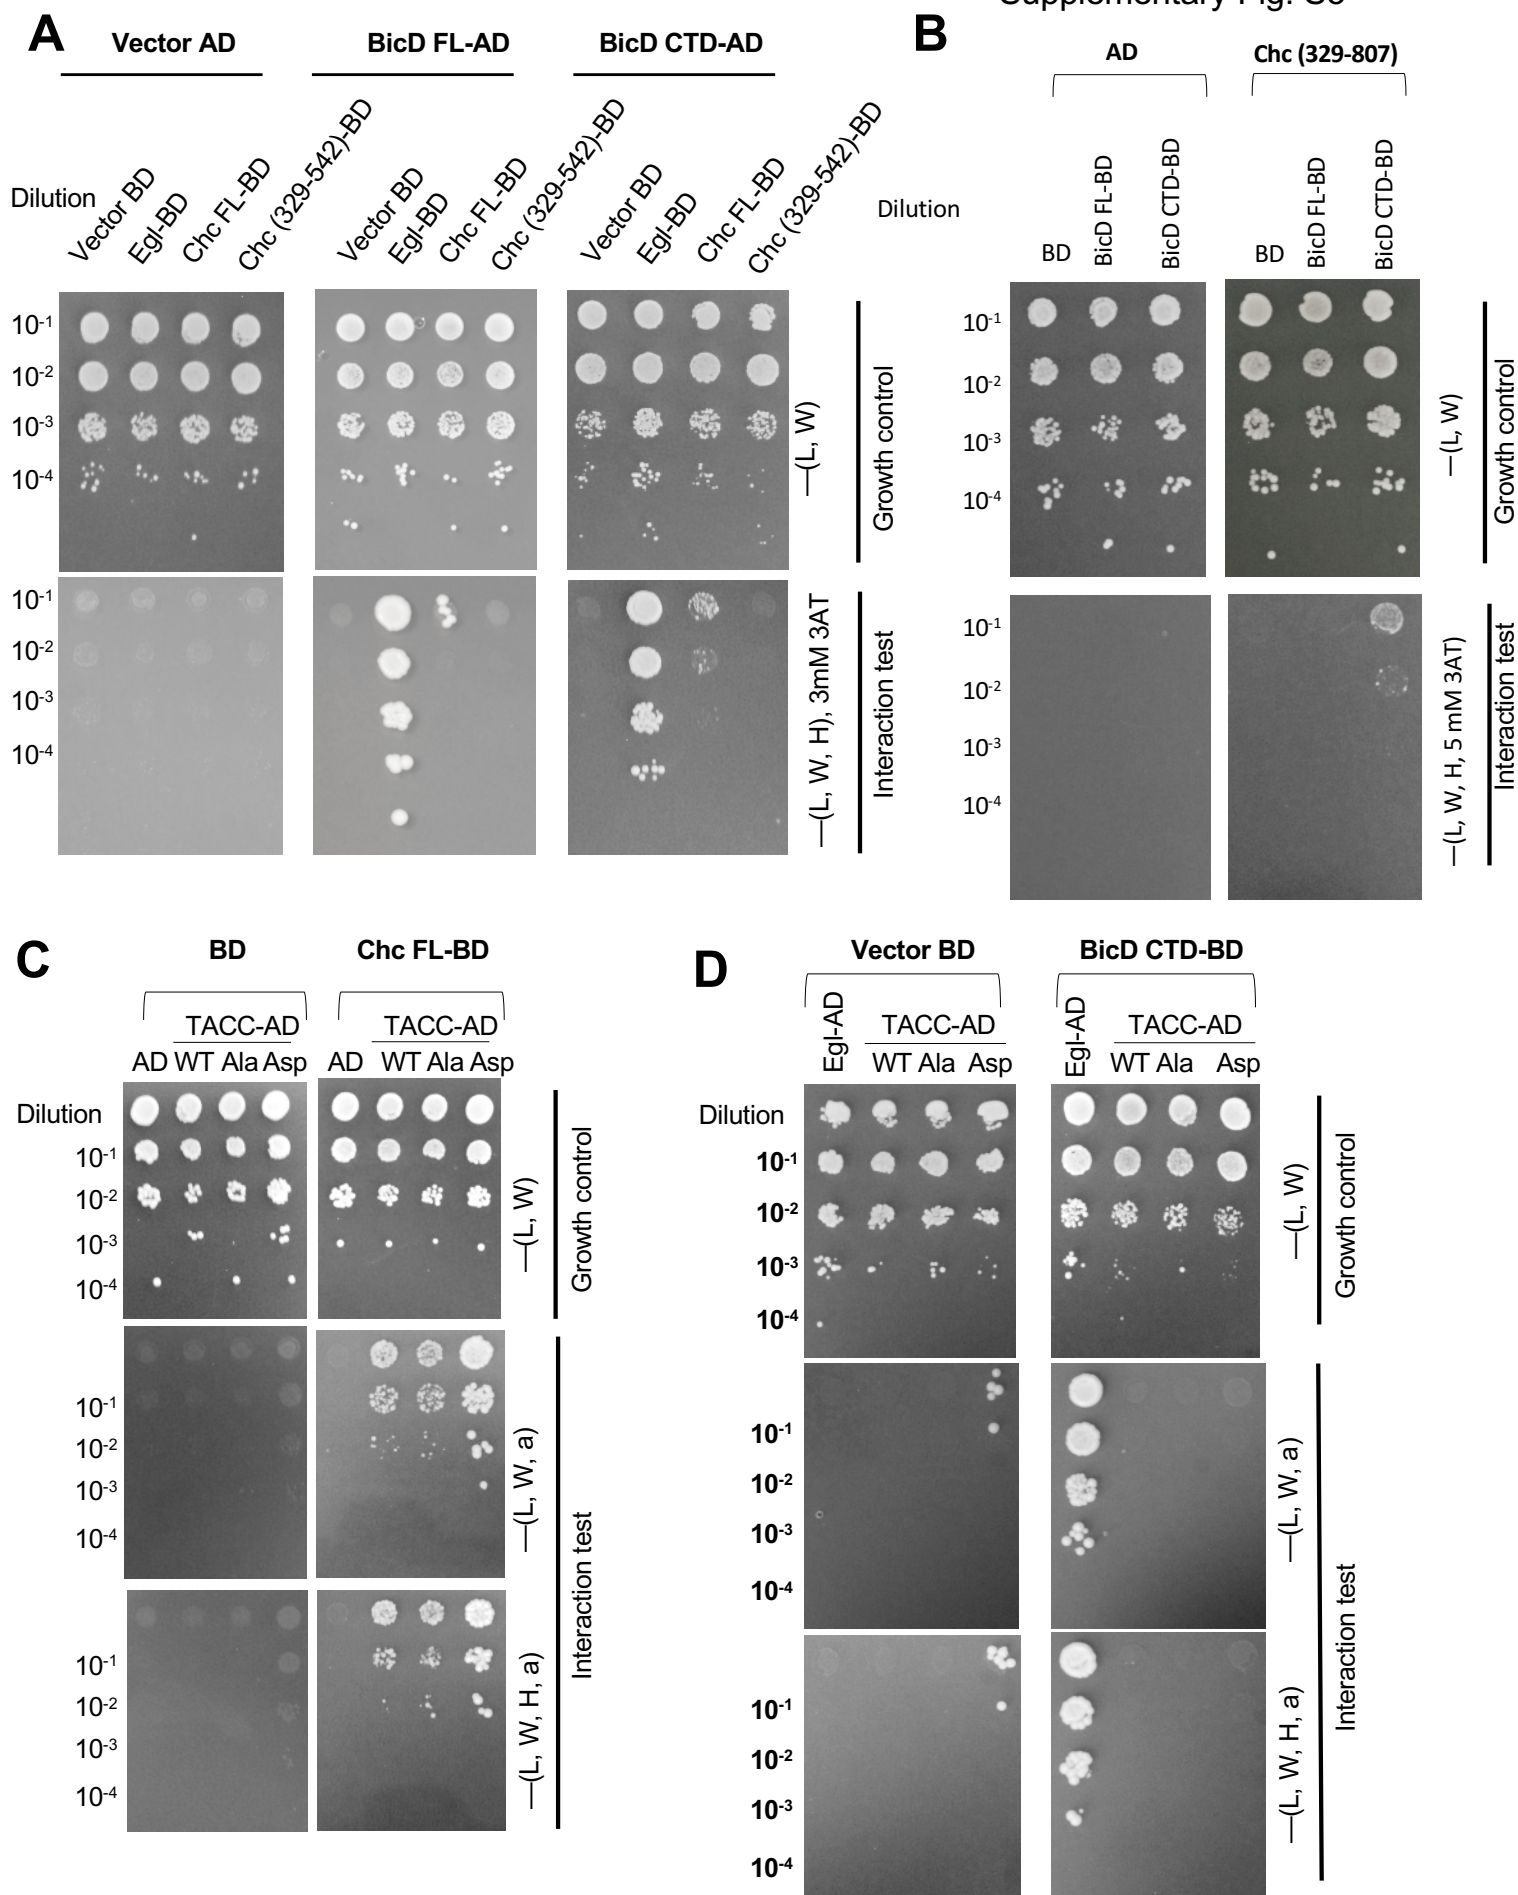 A
Vector AD
BicD FL-AD
BicD CTD-AD
Dilution
Vector BD
Egl-BD
Chc FL-BD
Chc (329-542)-BD
Vector BD
Egl-BD
Chc FL-BD
Chc (329-542)-BD
Vector BD
Egl-BD
Chc FL-BD
Chc (329-542)-BD
10-1
10-2
10-3
10-4
—(L, W)
Growth control
10-1
10-2
10-3
10-4
—(L, W, H), 3mM 3AT
Interaction test
B
AD
Chc (329-807)
Dilution
BD
BicD FL-BD
BicD CTD-BD
BD
BicD FL-BD
BicD CTD-BD
10-1
10-2
10-3
10-4
—(L, W)
Growth control
10-1
10-2
10-3
10-4
—(L, W, H, 5 mM 3AT)
Interaction test
C
BD
Chc FL-BD
TACC-AD
TACC-AD
AD WT Ala Asp
AD WT Ala Asp
Dilution
10-1
10-2
10-3
10-4
—(L, W)
Growth control
10-1
10-2
10-3
10-4
—(L, W, a)
10-1
10-2
10-3
10-4
—(L, W, H, a)
Interaction test
D
Vector BD
BicD CTD-BD
Egl-AD
TACC-AD
WT Ala Asp
Egl-AD
TACC-AD
WT Ala Asp
Dilution
10-1
10-2
10-3
10-4
—(L, W)
Growth control
10-1
10-2
10-3
10-4
—(L, W, a)
10-1
10-2
10-3
10-4
—(L, W, H, a)
Interaction test